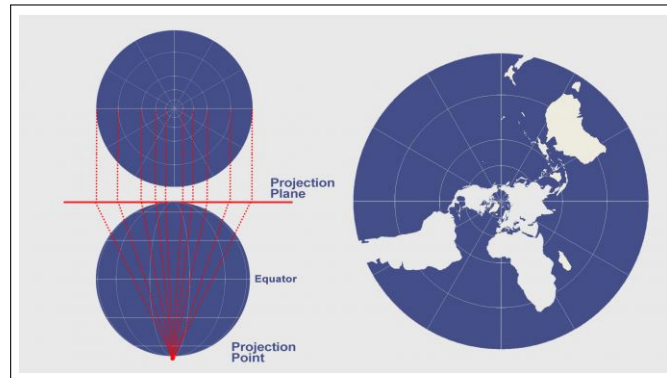 Projection
Plane
Equator
Projection
Point